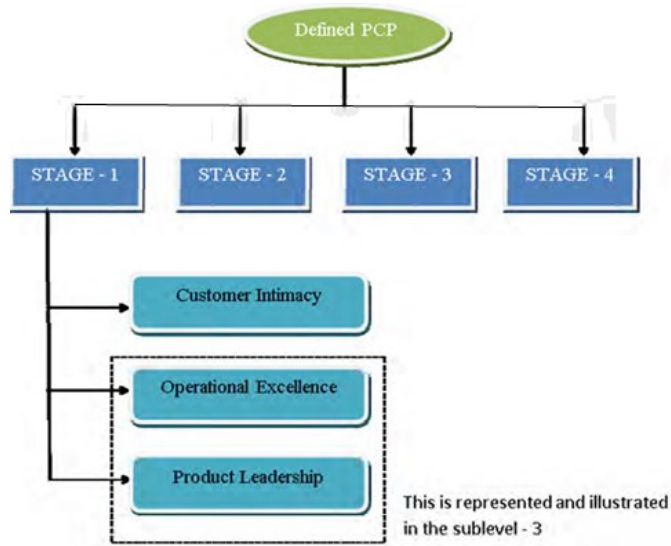 Defined PCP
STAGE - 1
STAGE - 2
STAGE - 3
STAGE - 4
Customer Intimacy
Operational Excellence
Product Leadership
This is represented and illustrated
in the sublevel - 3